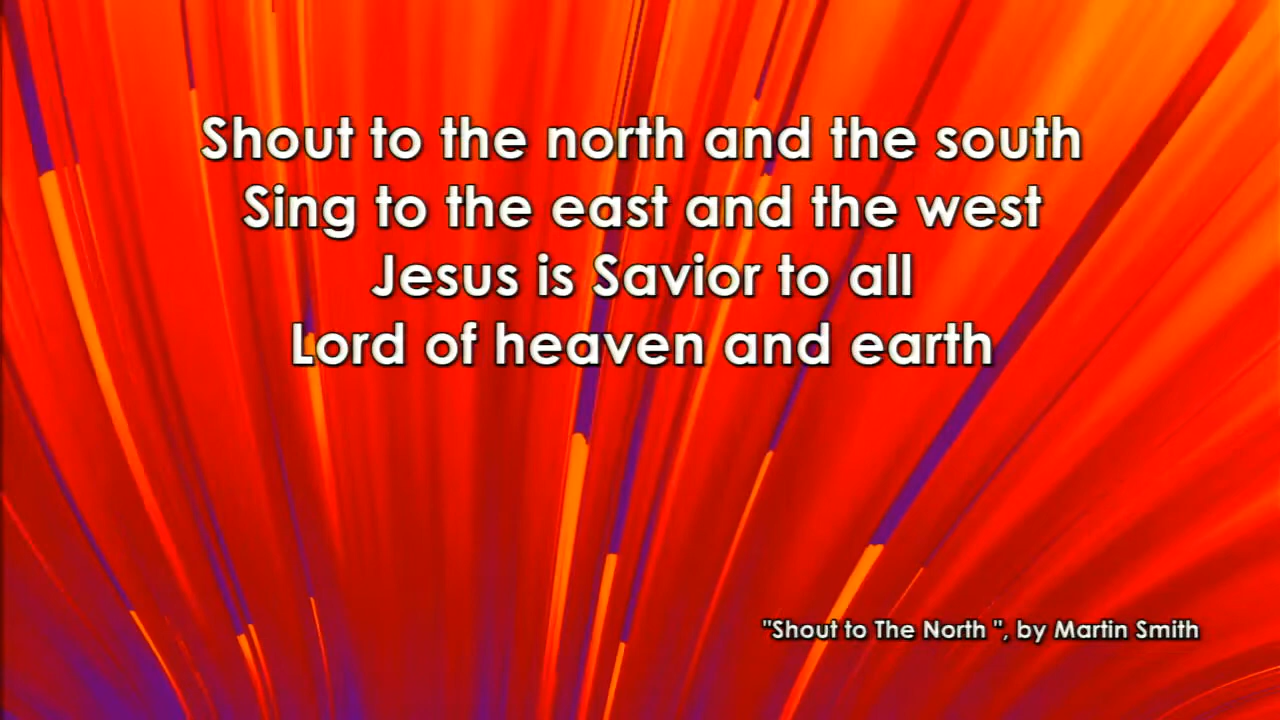 Shout to the north and the south
Sing to the east and the west
Jesus is Savior to all
Lord of heaven and earth
"Shout to The North ", by Martin Smith